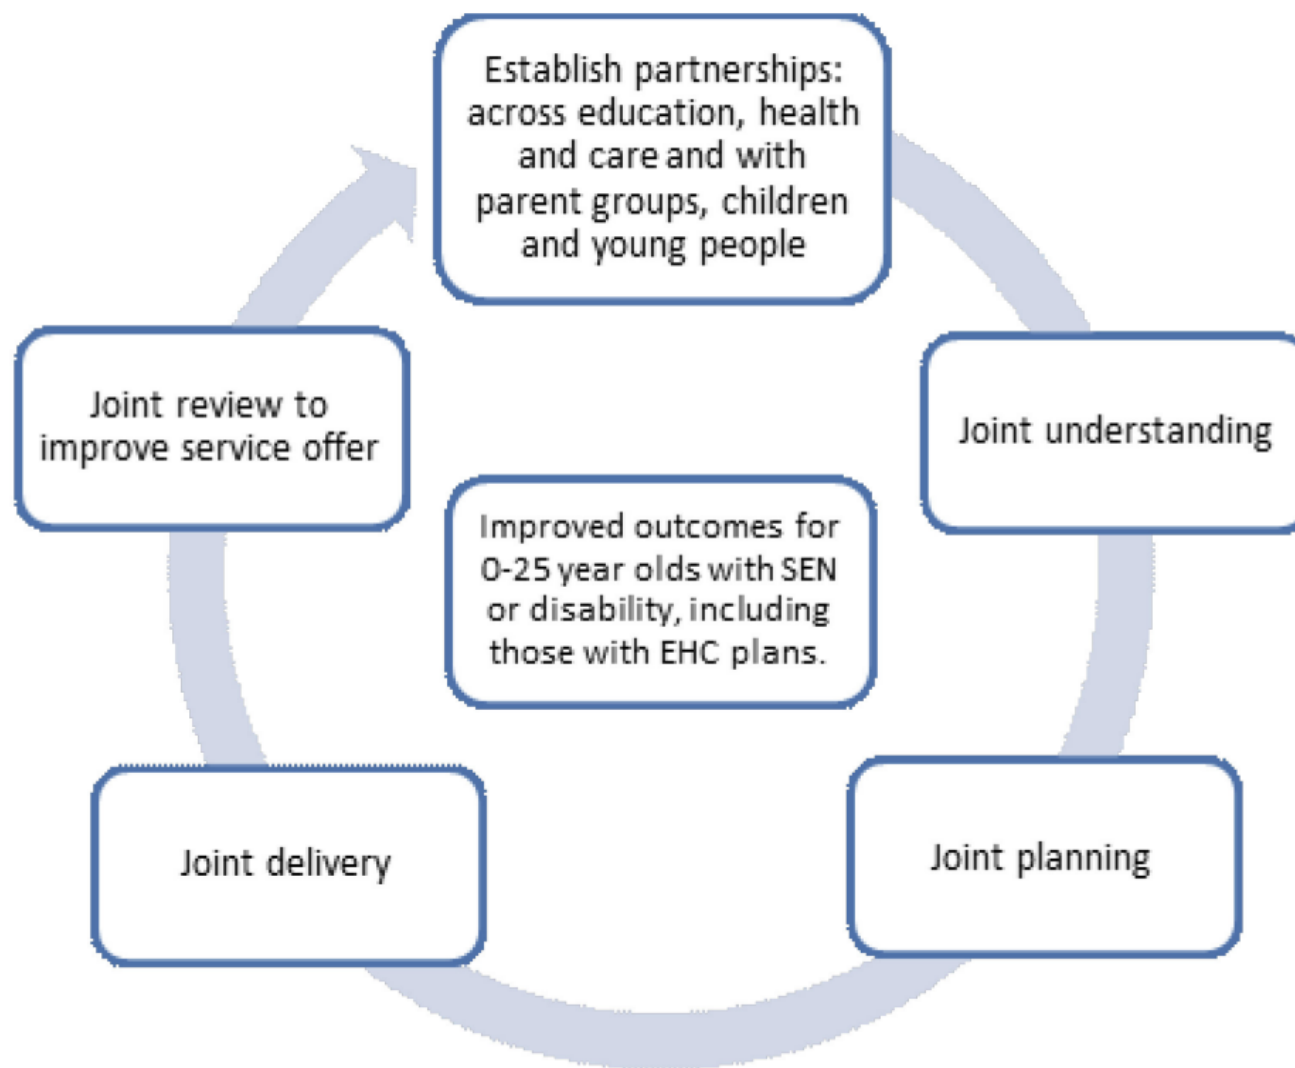 Establish partnerships:
across education, health
and care and with
parent groups, children
and young people
Joint understanding
Joint planning
Joint delivery
Joint review to
improve service offer
Improved outcomes for
0-25 year olds with SEN
or disability, including
those with EHC plans.